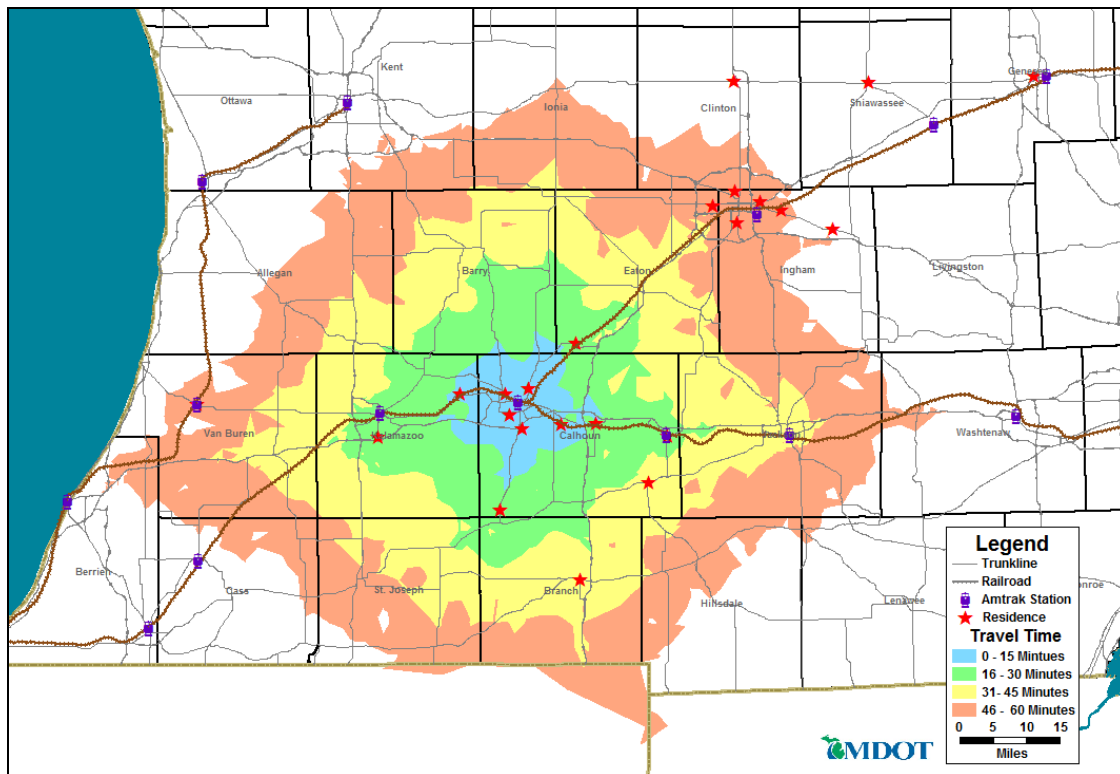 Kent
Ottawa
Ionia
Clinton
Shiawassee
Genesee
Allegan
Barry
Eaton
Ingham
Livingston
Van Buren
Kalamazoo
Calhoun
Jackson
Washtenaw
Berrien
Cass
St. Joseph
Branch
Hillsdale
Lenawee
Legend
Trunkline
Railroad
Amtrak Station
Residence
Travel Time
0 - 15 Mintues
16 - 30 Minutes
31- 45 Minutes
46 - 60 Minutes
0 5 10 15
Miles
MDOT